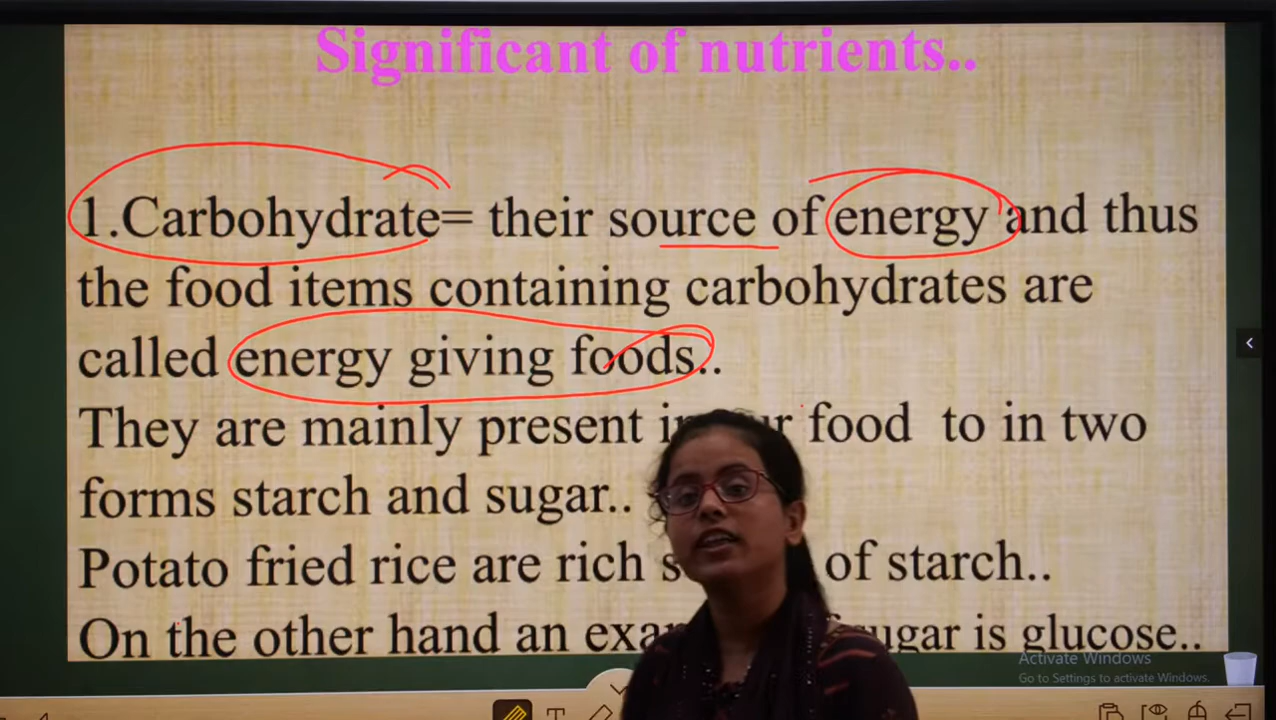 Significant of nutrients..
1.Carbohydrate= their source of energy and thus
the food items containing carbohydrates are
called energy giving foods..
They are mainly present food to in two
forms starch and sugar..
Potato fried rice are rich of starch..
On the other hand an sugar is glucose..
Activate Windows
Go to Settings to activate Windows.